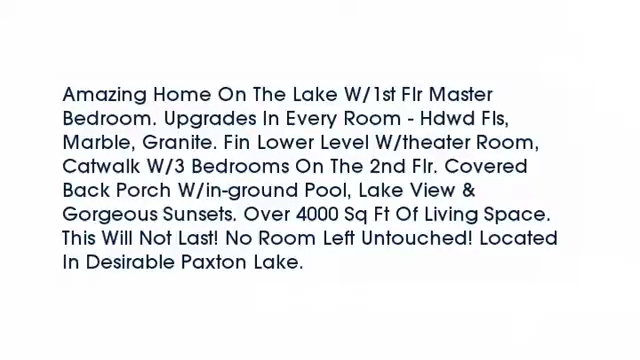 Amazing Home On The Lake W/1st Flr Master
Bedroom. Upgrades In Every Room - Hdwd Fls,
Marble, Granite. Fin Lower Level W/theater Room,
Catwalk W/3 Bedrooms On The 2nd Flr. Covered
Back Porch W/in-ground Pool, Lake View &
Gorgeous Sunsets. Over 4000 Sq Ft Of Living Space.
This Will Not Last! No Room Left Untouched! Located
In Desirable Paxton Lake.